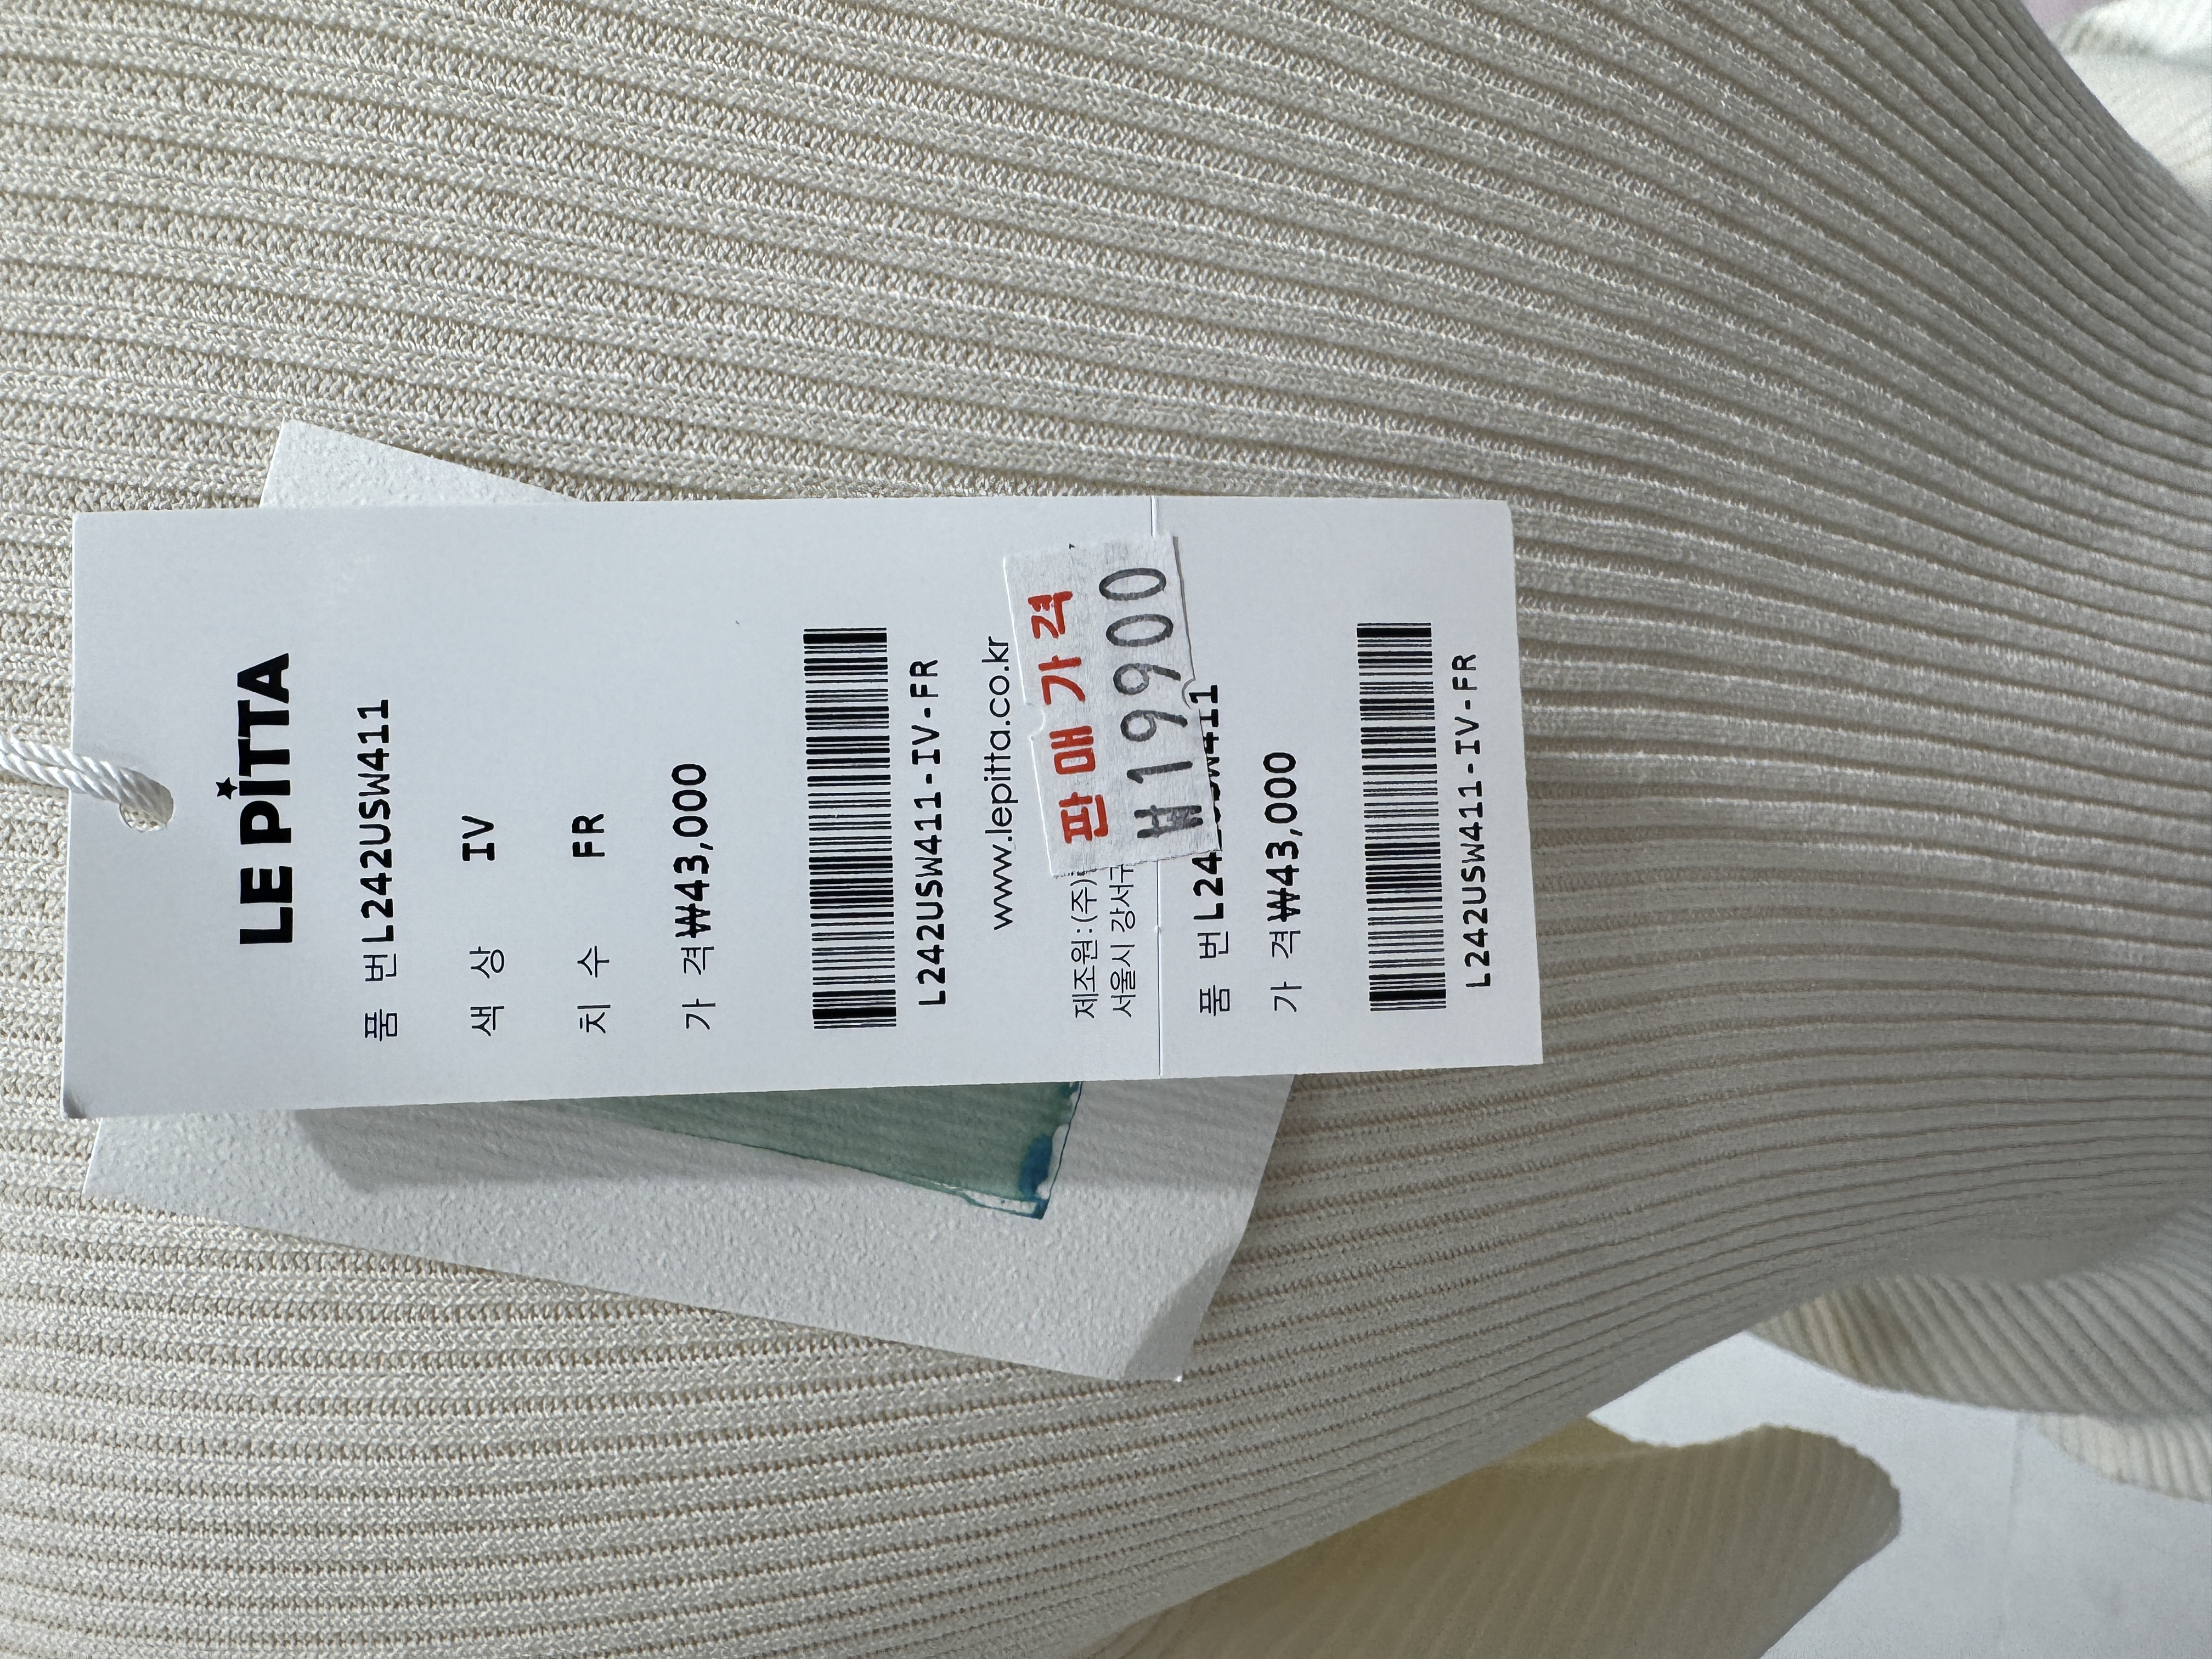 LE PITTA
품 번 L242USW411
색 상 IV
치 수 FR
가 격 ₩43,000
L242USW411-IV-FR
www.lepitta.co.kr
판매가격
₩19900
제조원:(주)
서울시 강서구
품 번 L242USW411
가 격 ₩43,000
L242USW411-IV-FR